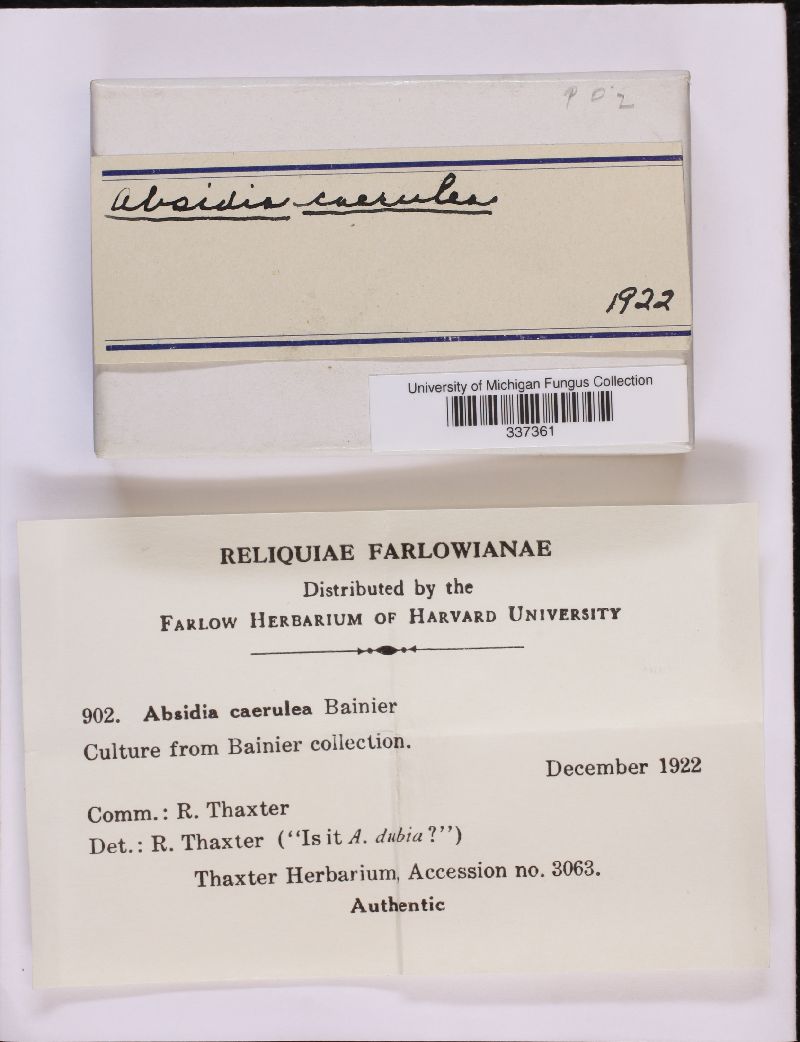 902
Absidia caerulea
1922
University of Michigan Fungus Collection
337361
RELIQUIAE FARLOWIANAE
Distributed by the
FARLOW HERBARIUM OF HARVARD UNIVERSITY
902. Absidia caerulea Bainier
Culture from Bainier collection.
December 1922
Comm.: R. Thaxter
Det.: R. Thaxter (“Is it A. dubia?”)
Thaxter Herbarium, Accession no. 3063.
Authentic